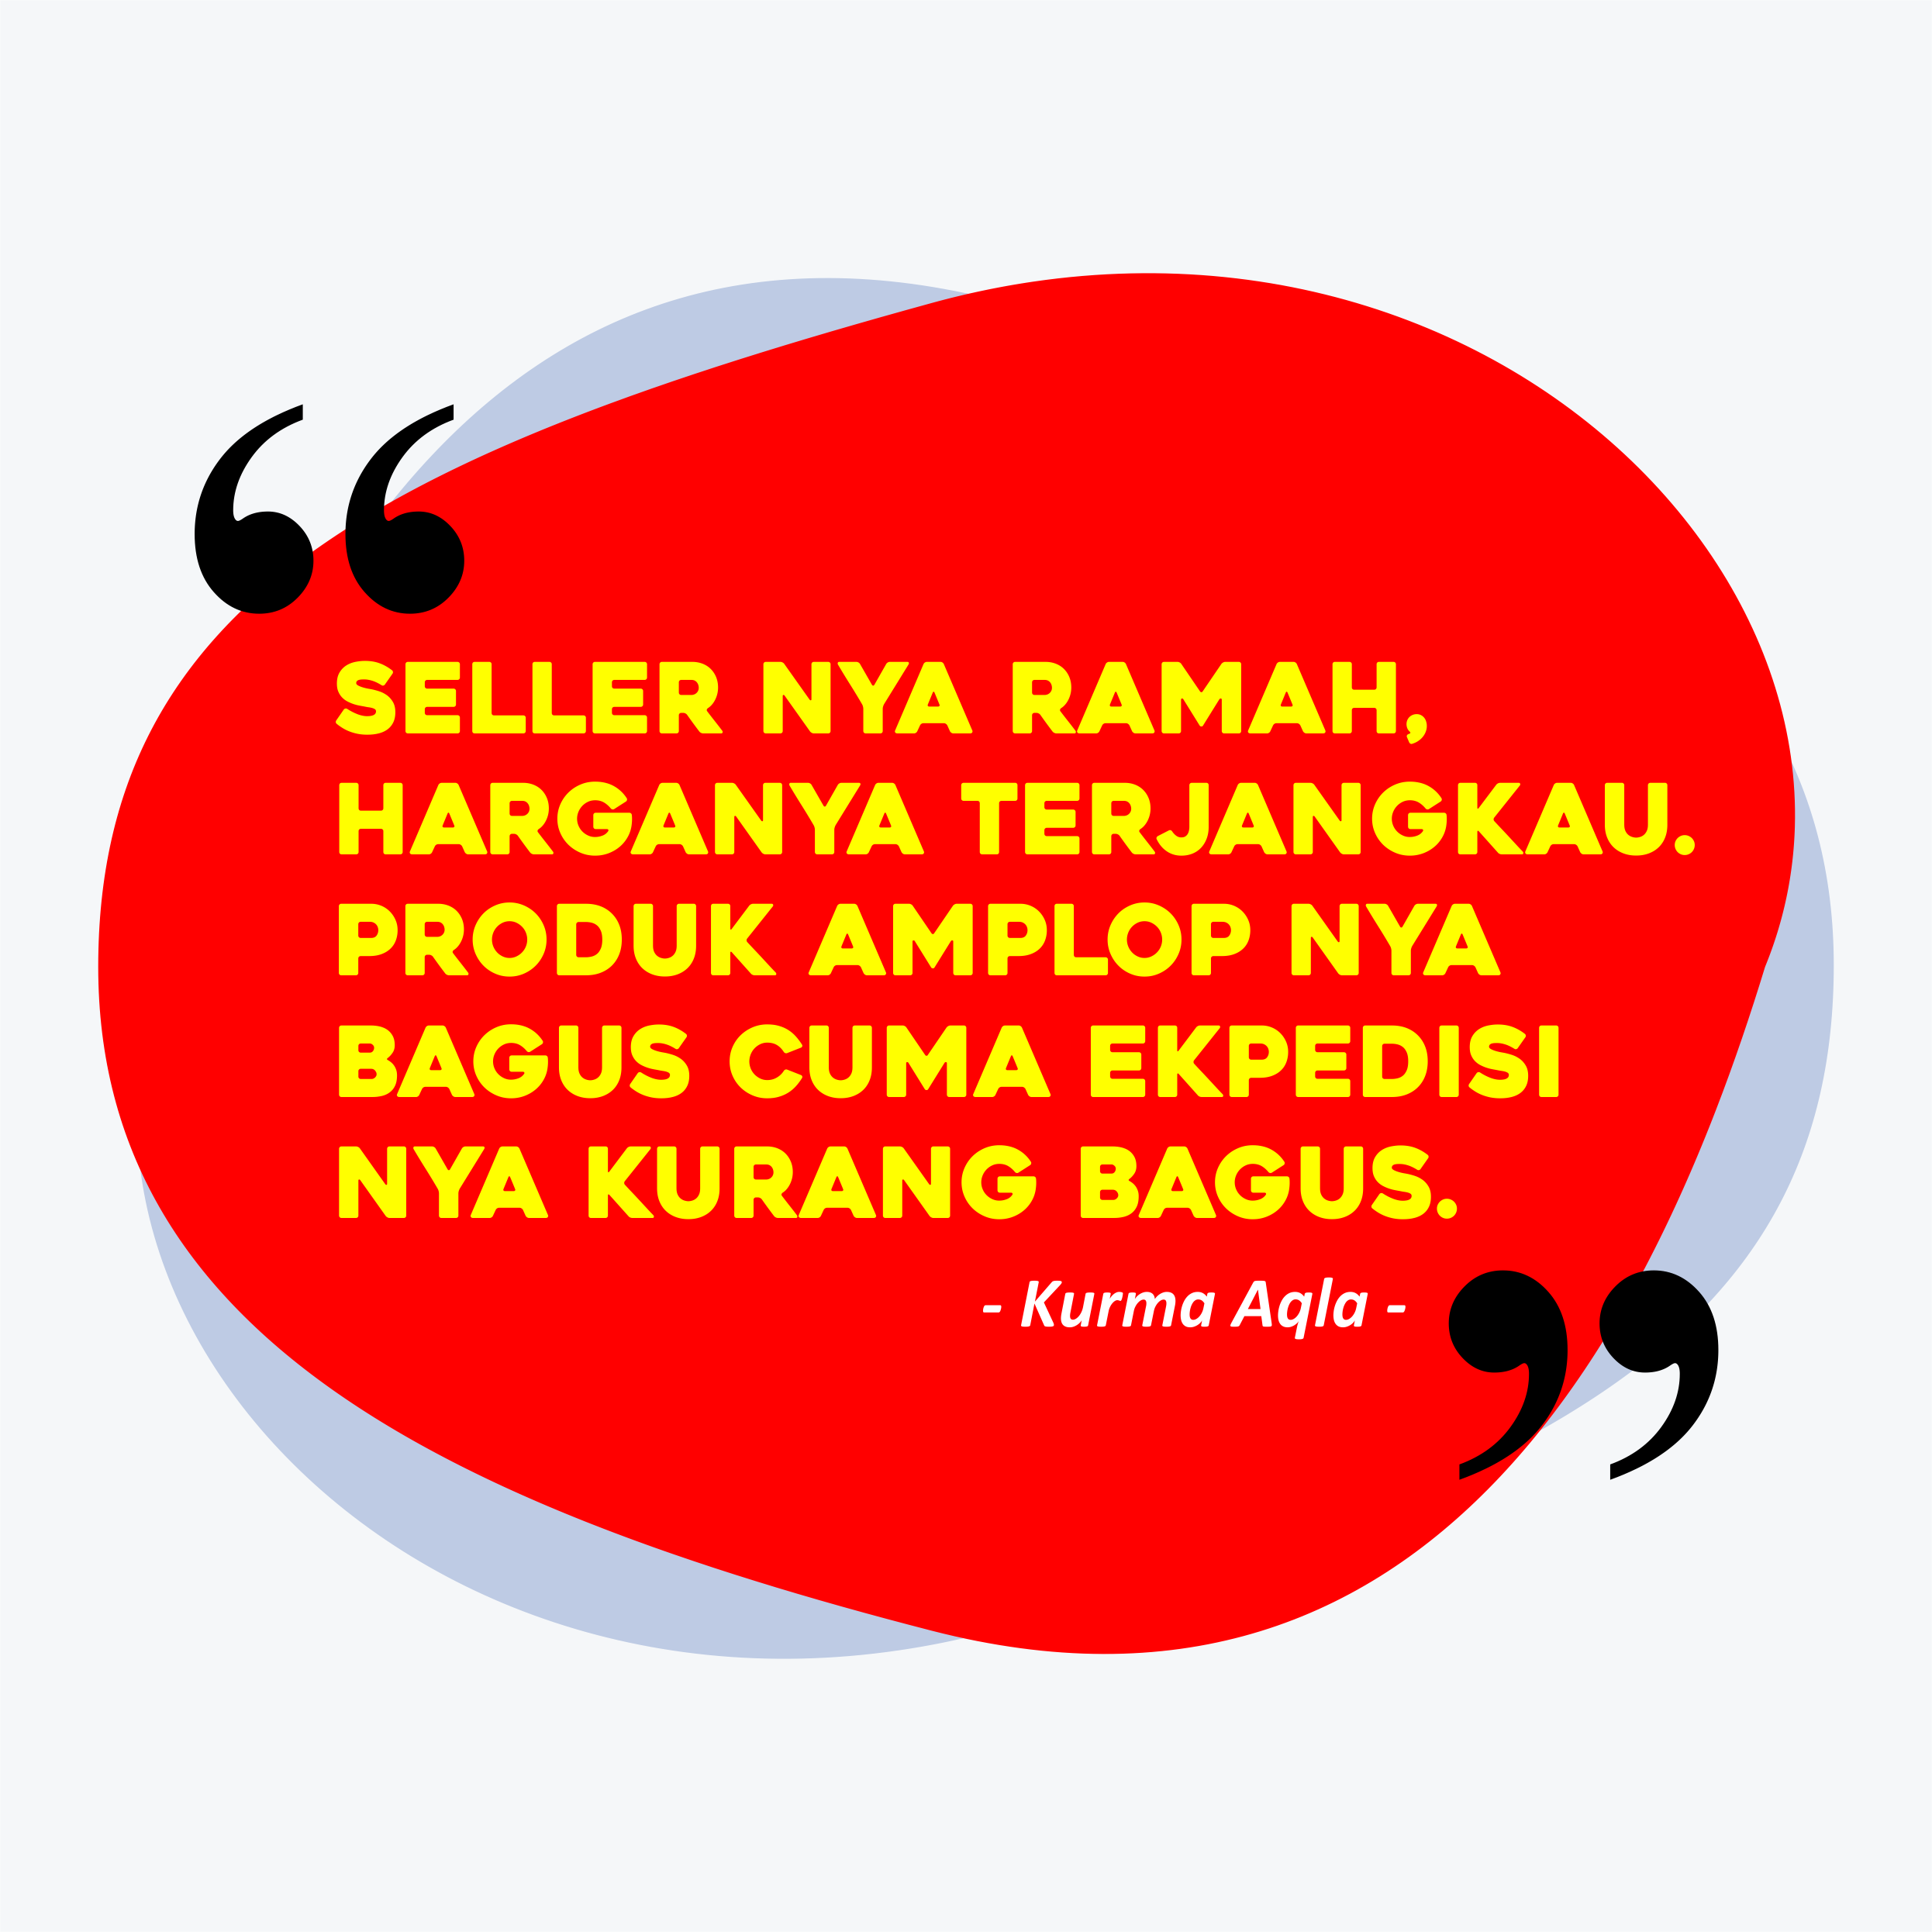 “
SELLER NYA RAMAH,
HARGANYA TERJANGKAU.
PRODUK AMPLOP NYA
BAGUS CUMA EKPEDISI
NYA KURANG BAGUS.
- Kurma Aqla -
”